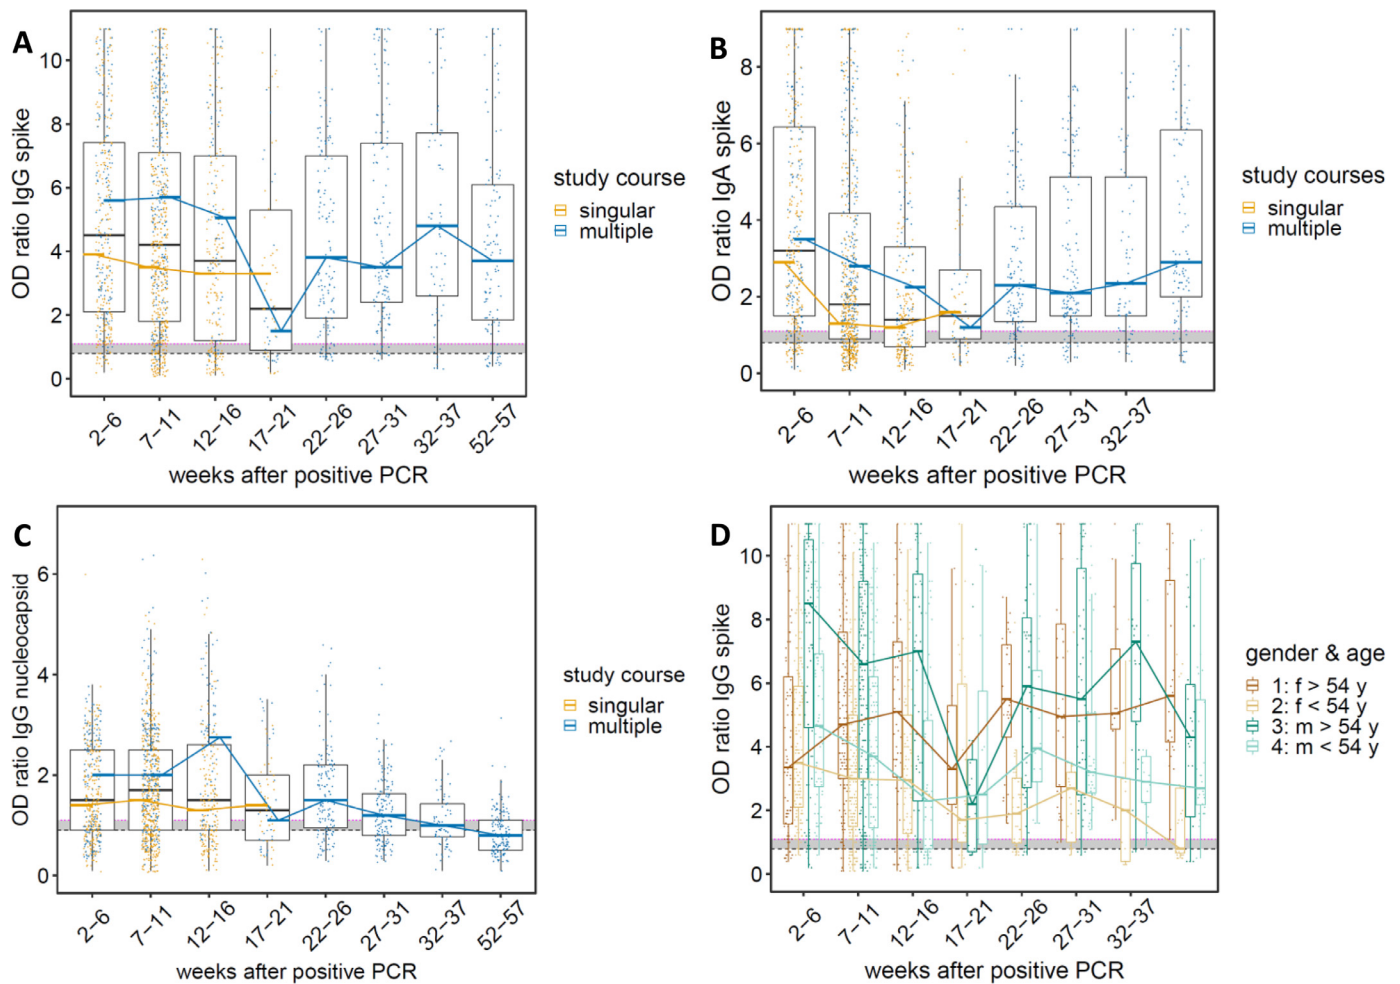 A
OD ratio IgG spike
10
8
6
4
2
0
2−6
7−11
12−16
17−21
22−26
27−31
32−37
52−57
weeks after positive PCR
study course
singular
multiple
B
OD ratio IgA spike
8
6
4
2
0
2−6
7−11
12−16
17−21
22−26
27−31
32−37
weeks after positive PCR
study courses
singular
multiple
C
OD ratio IgG nucleocapsid
6
4
2
0
2−6
7−11
12−16
17−21
22−26
27−31
32−37
52−57
weeks after positive PCR
study course
singular
multiple
D
OD ratio IgG spike
10
8
6
4
2
0
2−6
7−11
12−16
17−21
22−26
27−31
32−37
weeks after positive PCR
gender & age
1: f > 54 y
2: f < 54 y
3: m > 54 y
4: m < 54 y